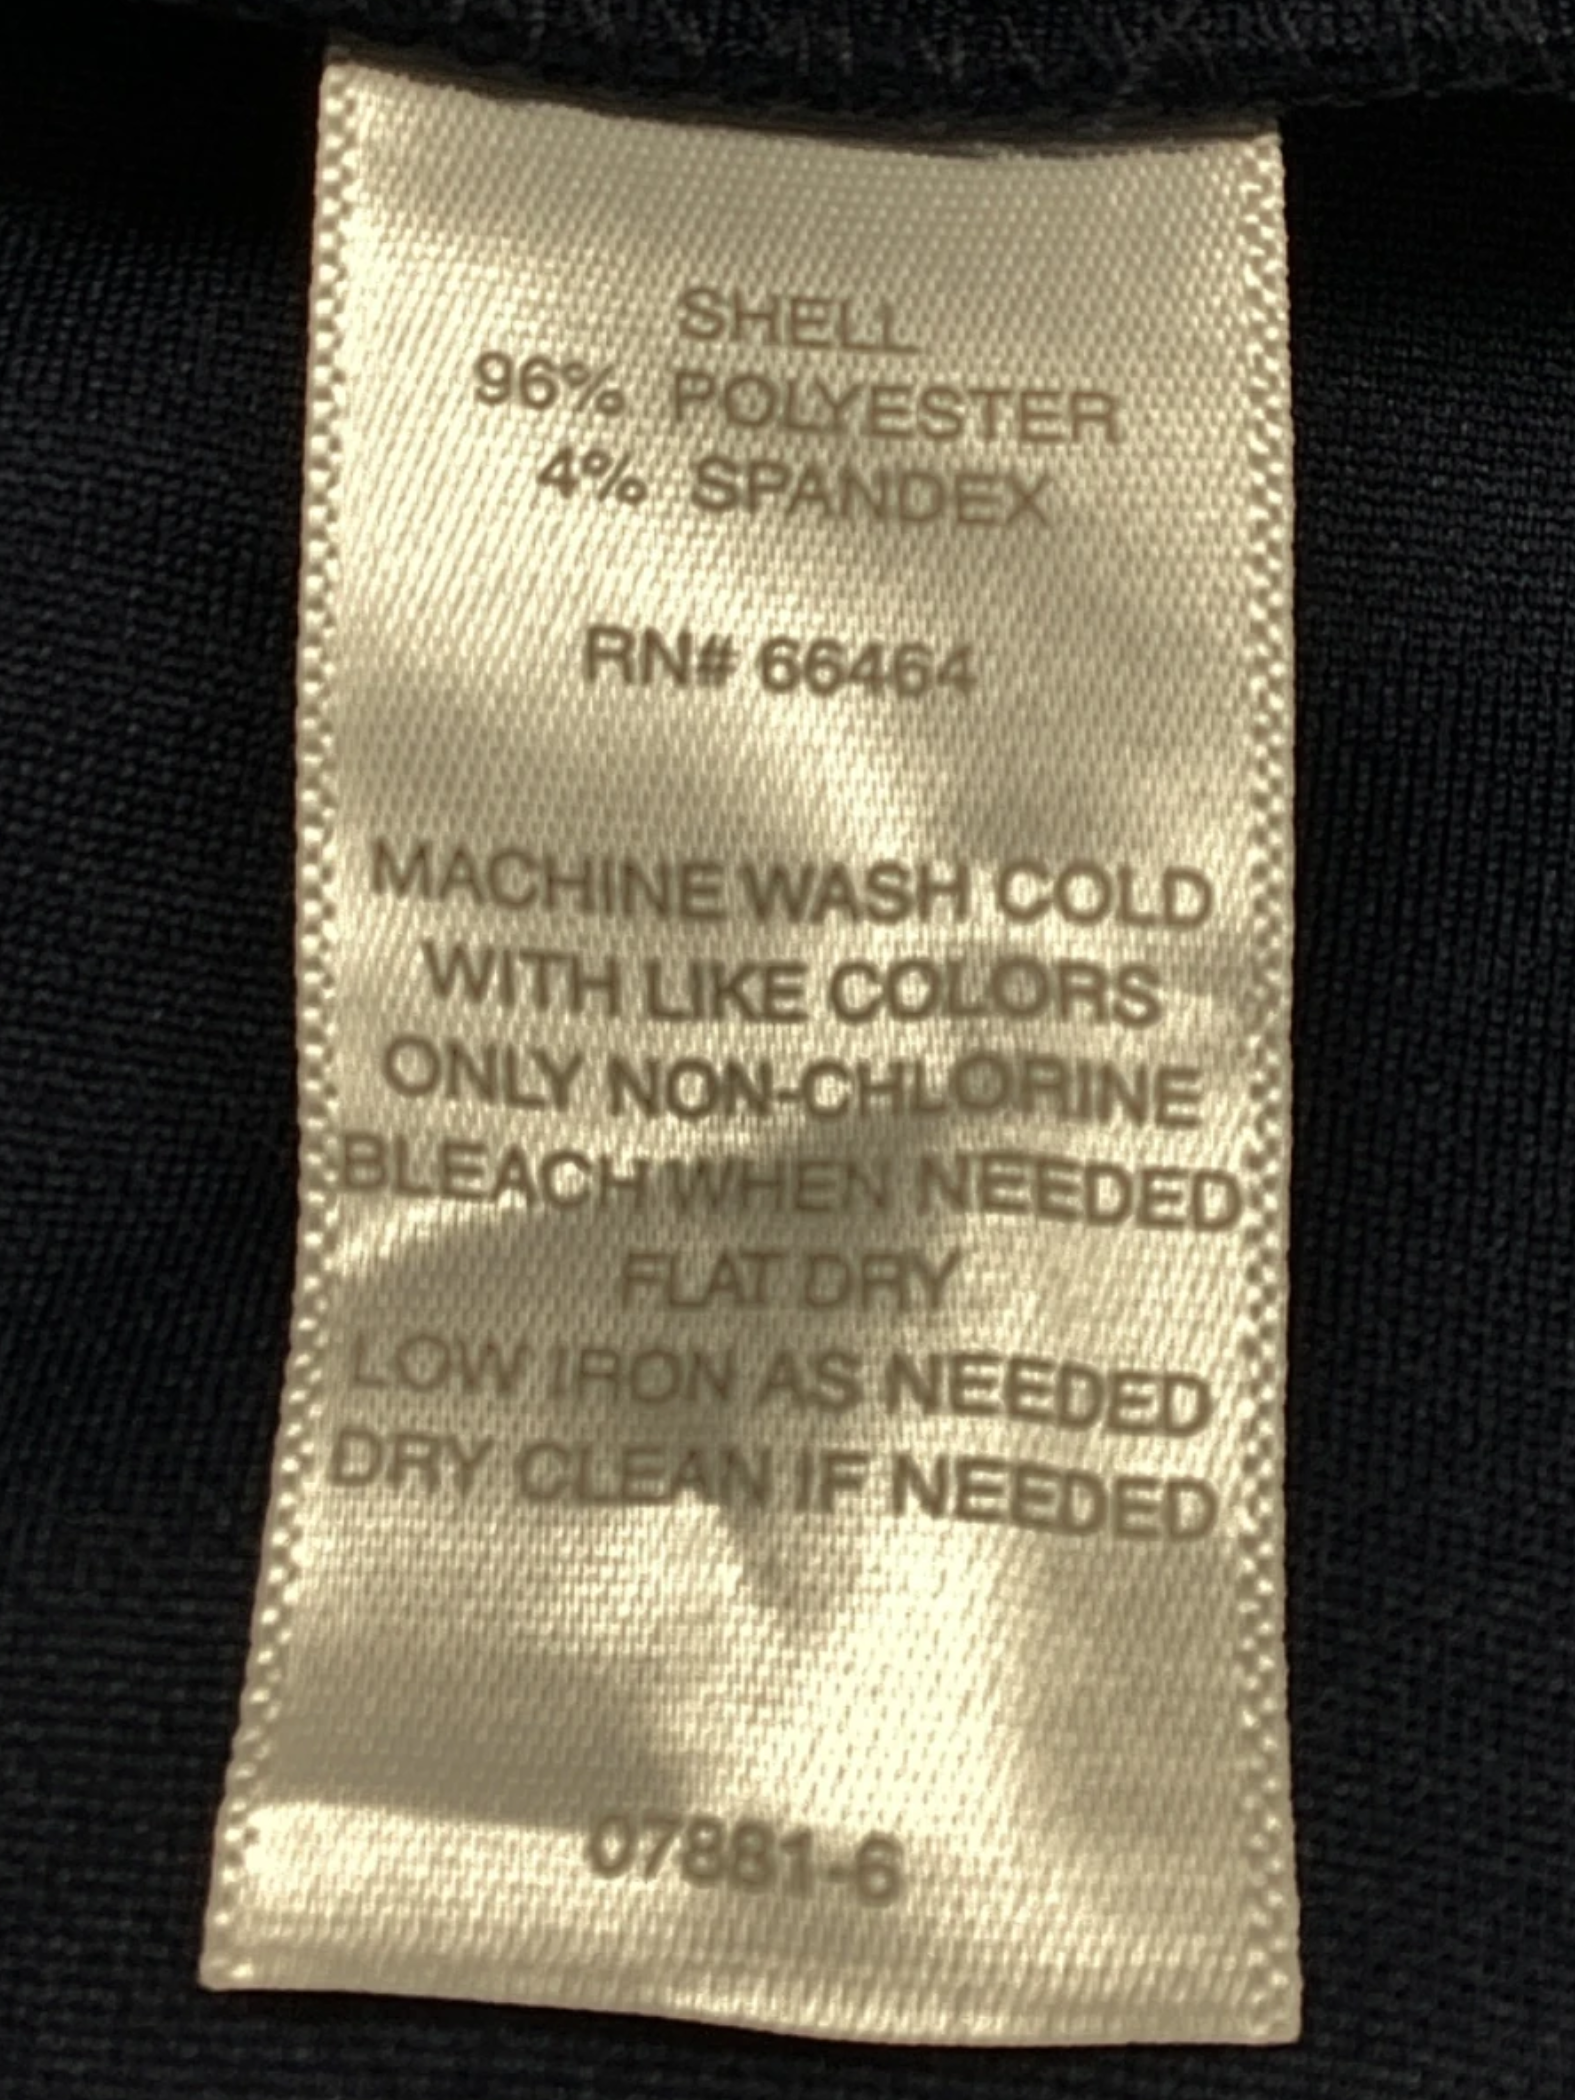 SHELL
96% POLYESTER
4% SPANDEX
RN# 66464
MACHINE WASH COLD
WITH LIKE COLORS
ONLY NON-CHLORINE
BLEACH WHEN NEEDED
FLAT DRY
LOW IRON AS NEEDED
DRY CLEAN IF NEEDED
07881-6